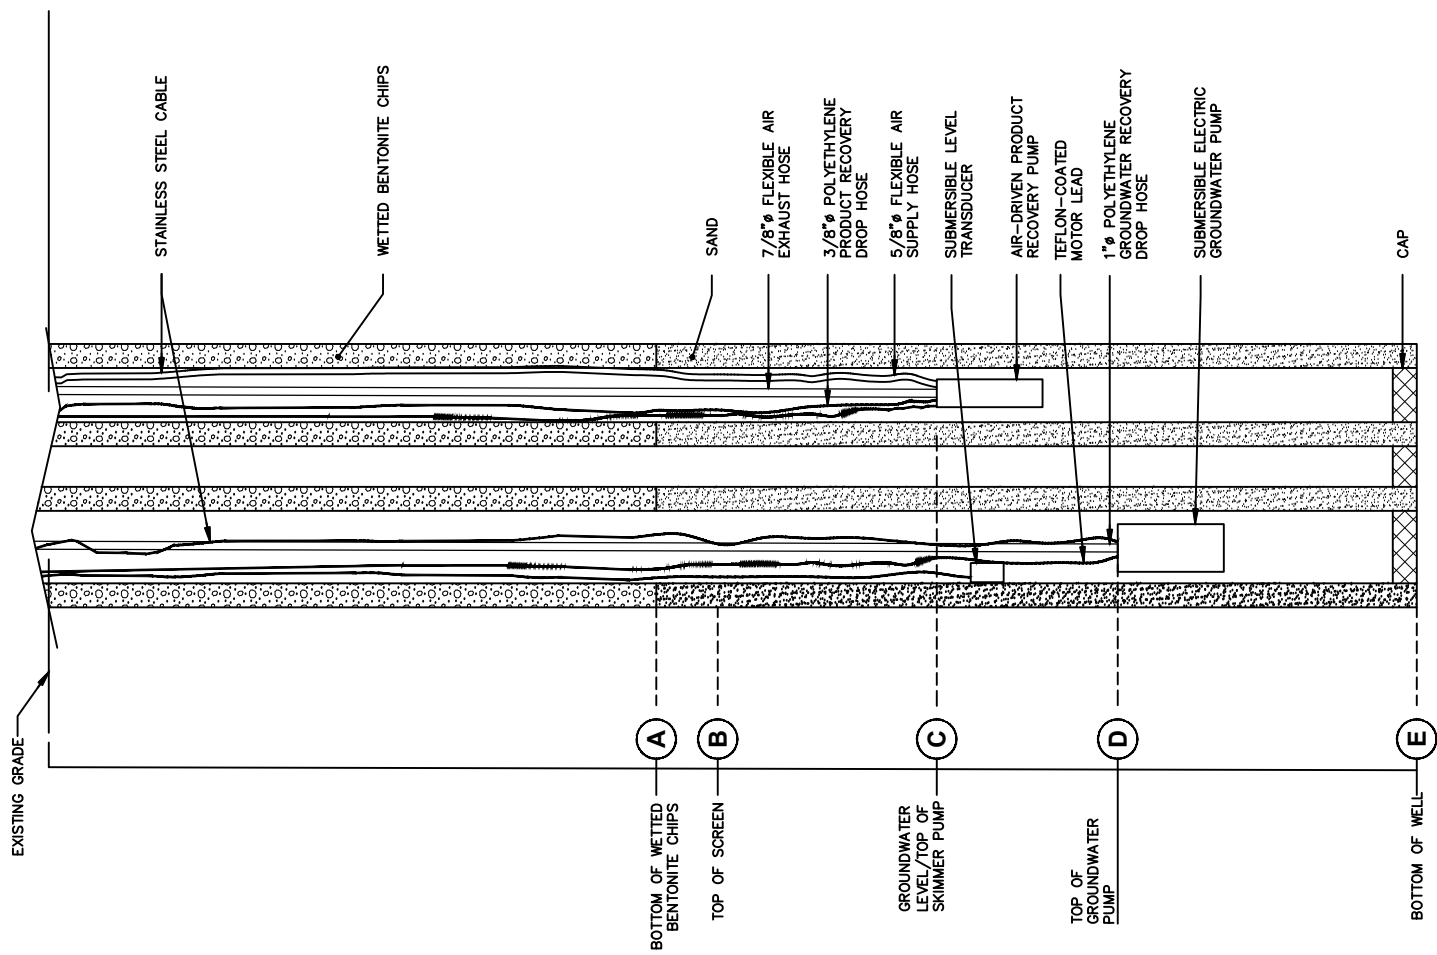 STAINLESS STEEL CABLE
WETTED BENTONITE CHIPS
SAND
7/8"ø FLEXIBLE AIR
EXHAUST HOSE
3/8"ø POLYETHYLENE
PRODUCT RECOVERY
DROP HOSE
5/8"ø FLEXIBLE AIR
SUPPLY HOSE
SUBMERSIBLE LEVEL
TRANSDUCER
AIR-DRIVEN PRODUCT
RECOVERY PUMP
TEFLON-COATED
MOTOR LEAD
1"ø POLYETHYLENE
GROUNDWATER RECOVERY
DROP HOSE
SUBMERSIBLE ELECTRIC
GROUNDWATER PUMP
CAP
EXISTING GRADE
A
BOTTOM OF WETTED
BENTONITE CHIPS
B
TOP OF SCREEN
C
GROUNDWATER
LEVEL/TOP OF
SKIMMER PUMP
D
TOP OF
GROUNDWATER
PUMP
E
BOTTOM OF WELL